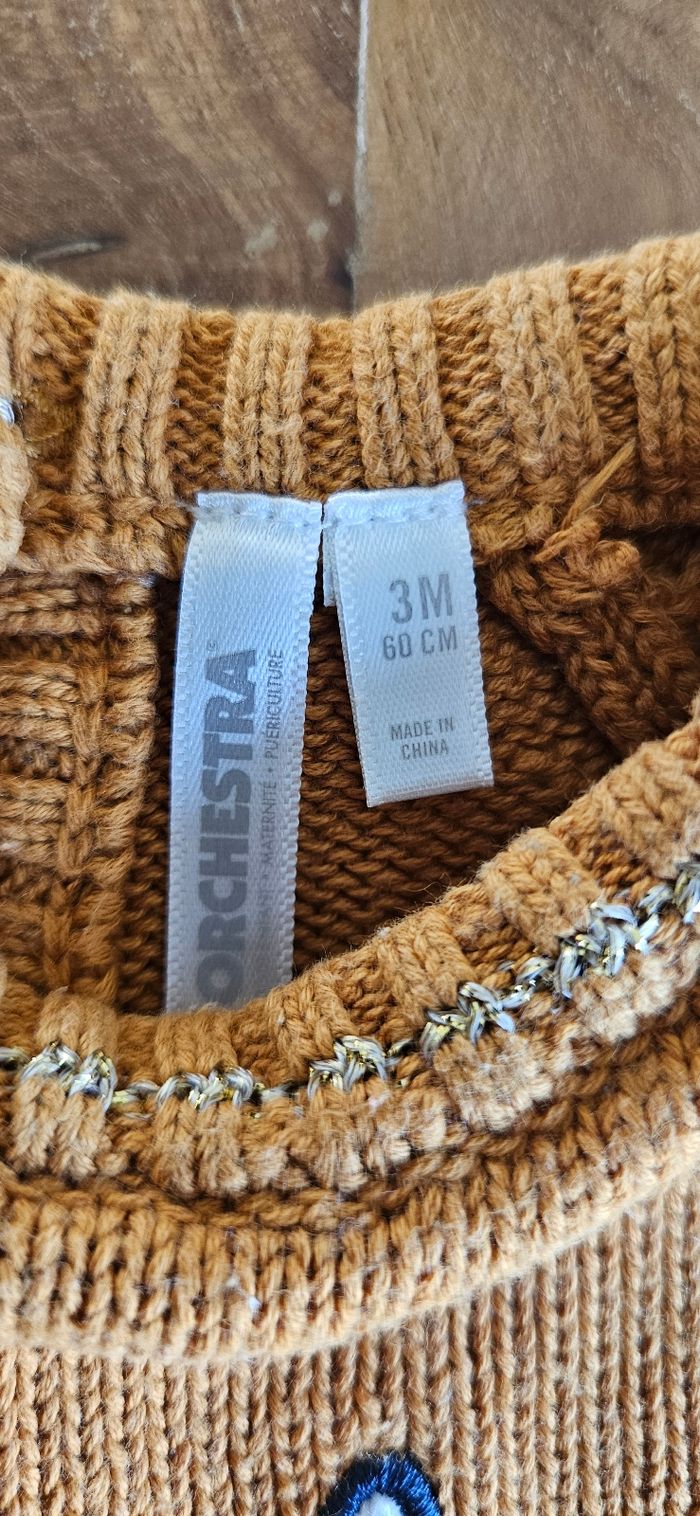 ORCHESTRA
MATERNITÉ • PUÉRICULTURE
3M
60 CM
MADE IN
CHINA